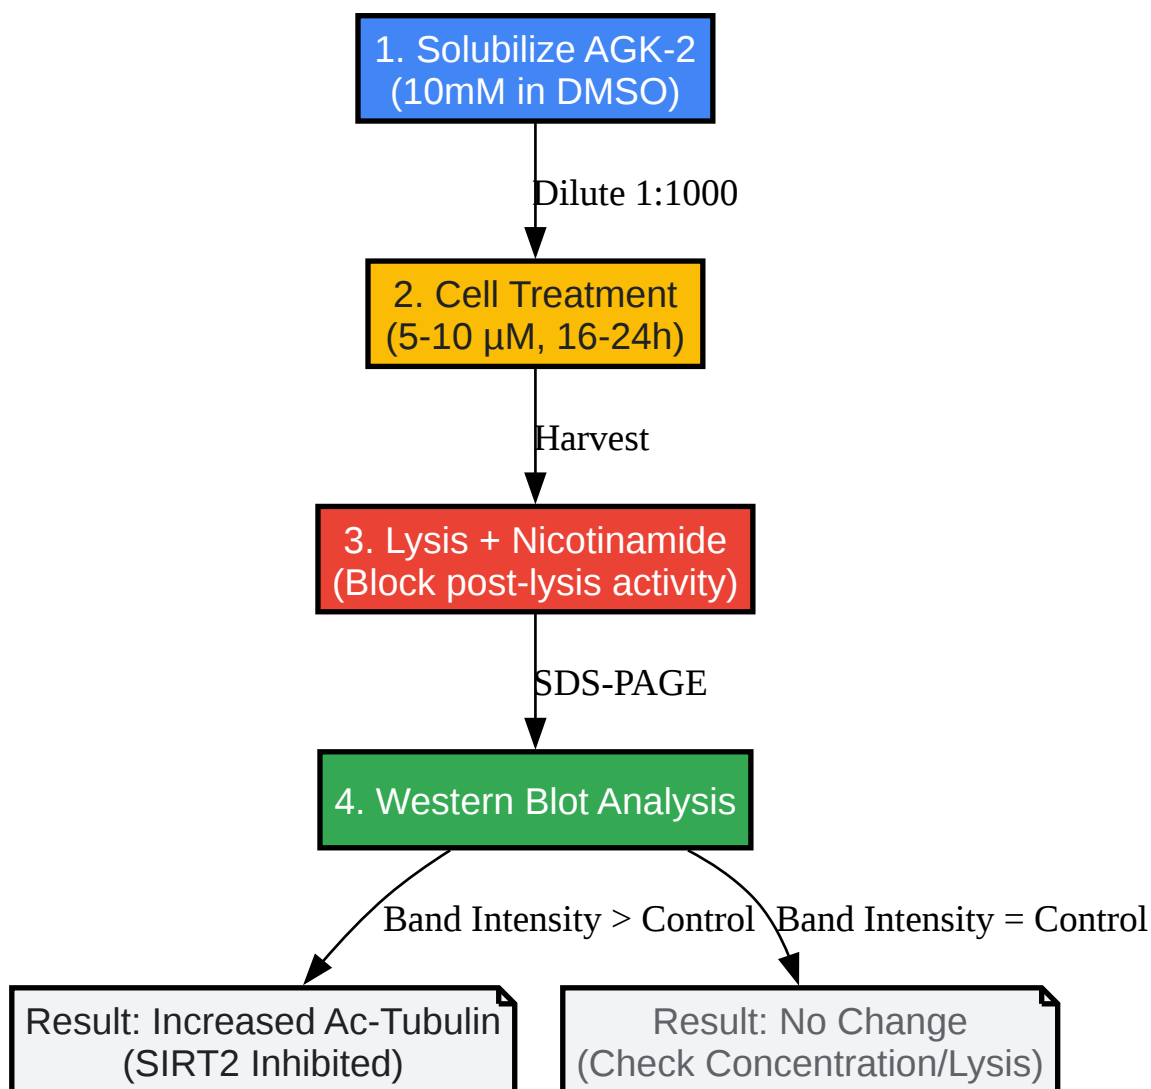 1. Solubilize AGK-2
(10mM in DMSO)
Dilute 1:1000
2. Cell Treatment
(5-10 µM, 16-24h)
Harvest
3. Lysis + Nicotinamide
(Block post-lysis activity)
SDS-PAGE
4. Western Blot Analysis
Band Intensity > Control
Band Intensity = Control
Result: Increased Ac-Tubulin
(SIRT2 Inhibited)
Result: No Change
(Check Concentration/Lysis)